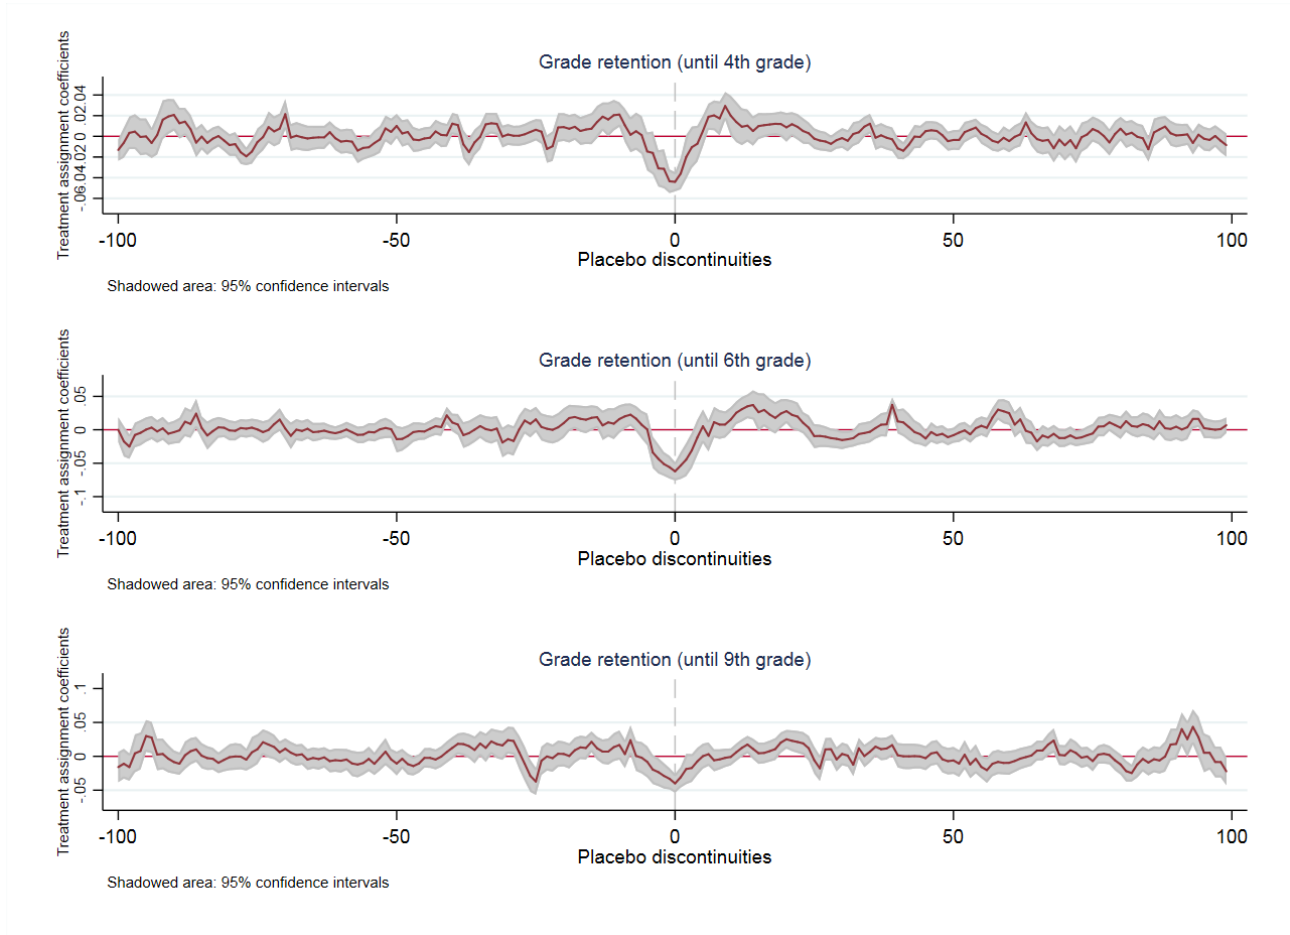 Grade retention (until 4th grade)
Treatment assignment coefficients
-.06.04.02 0 .02.04
-100 -50 0 50 100
Placebo discontinuities
Shadowed area: 95% confidence intervals
Grade retention (until 6th grade)
Treatment assignment coefficients
-.1 -.05 0 .05
-100 -50 0 50 100
Placebo discontinuities
Shadowed area: 95% confidence intervals
Grade retention (until 9th grade)
Treatment assignment coefficients
-.05 0 .05 .1
-100 -50 0 50 100
Placebo discontinuities
Shadowed area: 95% confidence intervals